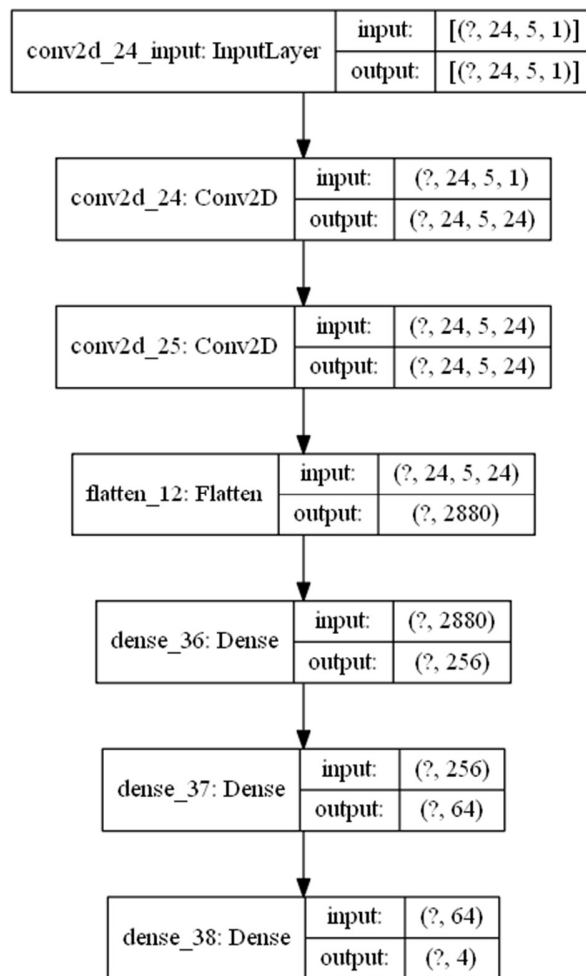 conv2d_24_input: InputLayer
input: [(?, 24, 5, 1)]
output: [(?, 24, 5, 1)]
conv2d_24: Conv2D
input: (?, 24, 5, 1)
output: (?, 24, 5, 24)
conv2d_25: Conv2D
input: (?, 24, 5, 24)
output: (?, 24, 5, 24)
flatten_12: Flatten
input: (?, 24, 5, 24)
output: (?, 2880)
dense_36: Dense
input: (?, 2880)
output: (?, 256)
dense_37: Dense
input: (?, 256)
output: (?, 64)
dense_38: Dense
input: (?, 64)
output: (?, 4)